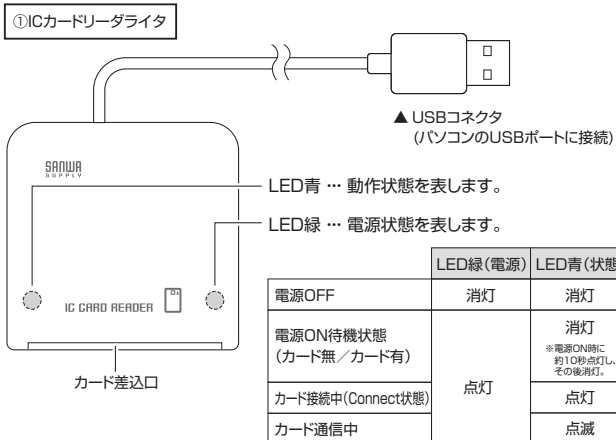 ①ICカードリーダライタ
▲ USBコネクタ
(パソコンのUSBポートに接続)
SANWA
SUPPLY
LED青 … 動作状態を表します。
LED緑 … 電源状態を表します。
IC CARD READER
カード差込口
LED緑(電源) LED青(状態
電源OFF 消灯 消灯
電源ON待機状態
(カード無／カード有)
消灯
※電源ON時に
約10秒点灯し、
その後消灯。
点灯
カード接続中(Connect状態) 点灯
カード通信中 点滅